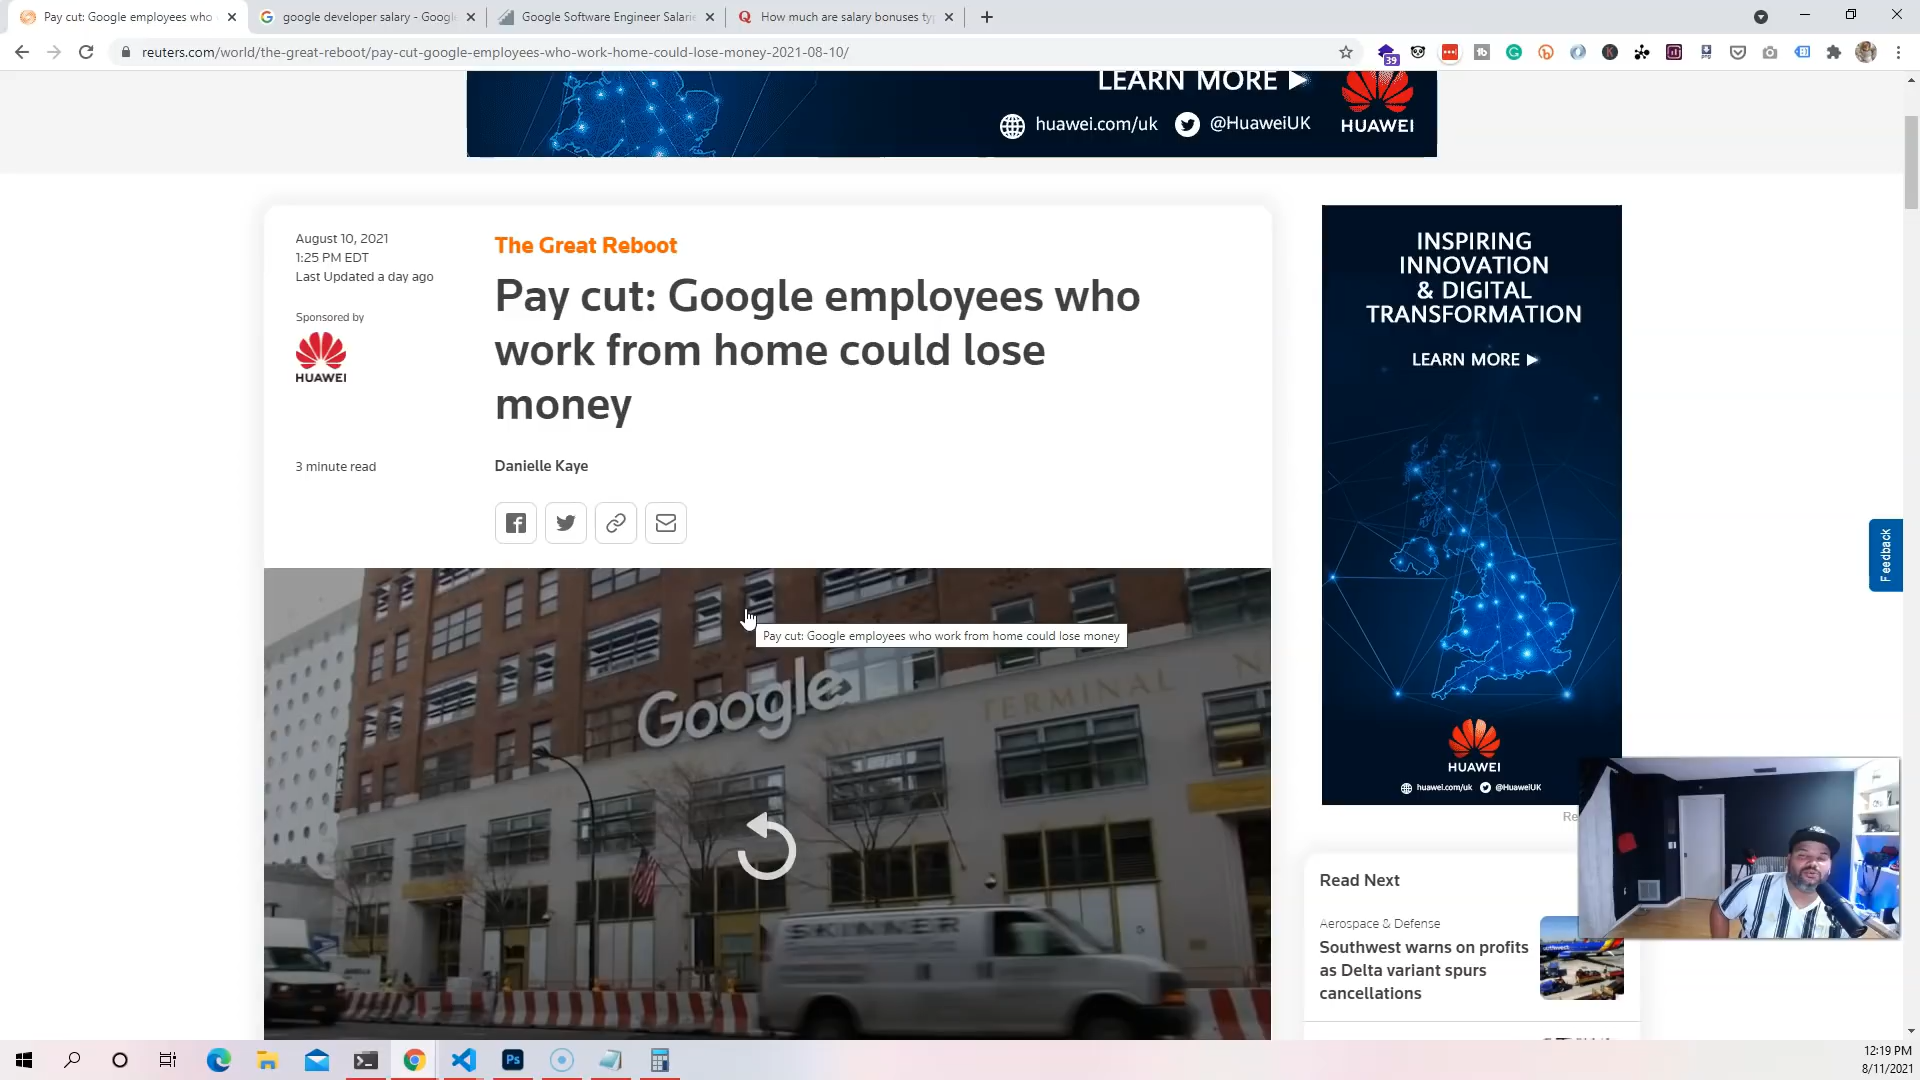 Pay cut: Google employees who
google developer salary - Googl
Google Software Engineer Salarie
How much are salary bonuses ty
reuters.com/world/the-great-reboot/pay-cut-google-employees-who-work-home-could-lose-money-2021-08-10/
39
LEARN MORE
huawei.com/uk
@HuaweiUK
HUAWEI
August 10, 2021
1:25 PM EDT
Last Updated a day ago
Sponsored by
HUAWEI
3 minute read
The Great Reboot
Pay cut: Google employees who
work from home could lose
money
Danielle Kaye
Pay cut: Google employees who work from home could lose money
Google
TERMINAL
SKINNER
INSPIRING
INNOVATION
& DIGITAL
TRANSFORMATION
LEARN MORE
HUAWEI
huawei.com/uk @HuaweiUK
Feedback
Re
Read Next
Aerospace & Defense
Southwest warns on profits
as Delta variant spurs
cancellations
Ps
12:19 PM
8/11/2021